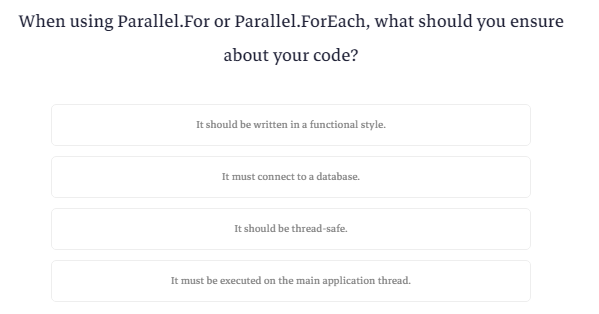 When using Parallel.For or Parallel.ForEach, what should you ensure
about your code?
It should be written in a functional style.
It must connect to a database.
It should be thread-safe.
It must be executed on the main application thread.